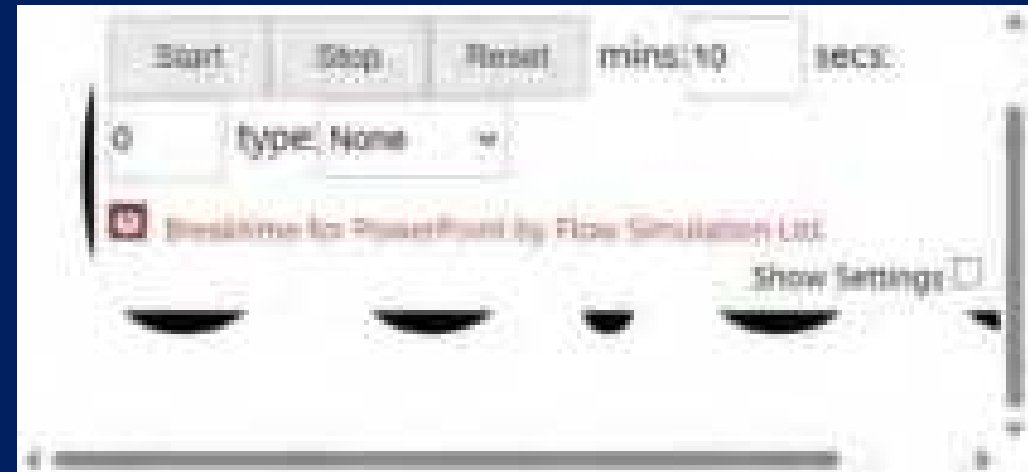 Start Stop Reset mins: 10 secs:
0 type: None
Breaktime for PowerPoint by Flow Simulation Ltd.
Show Settings